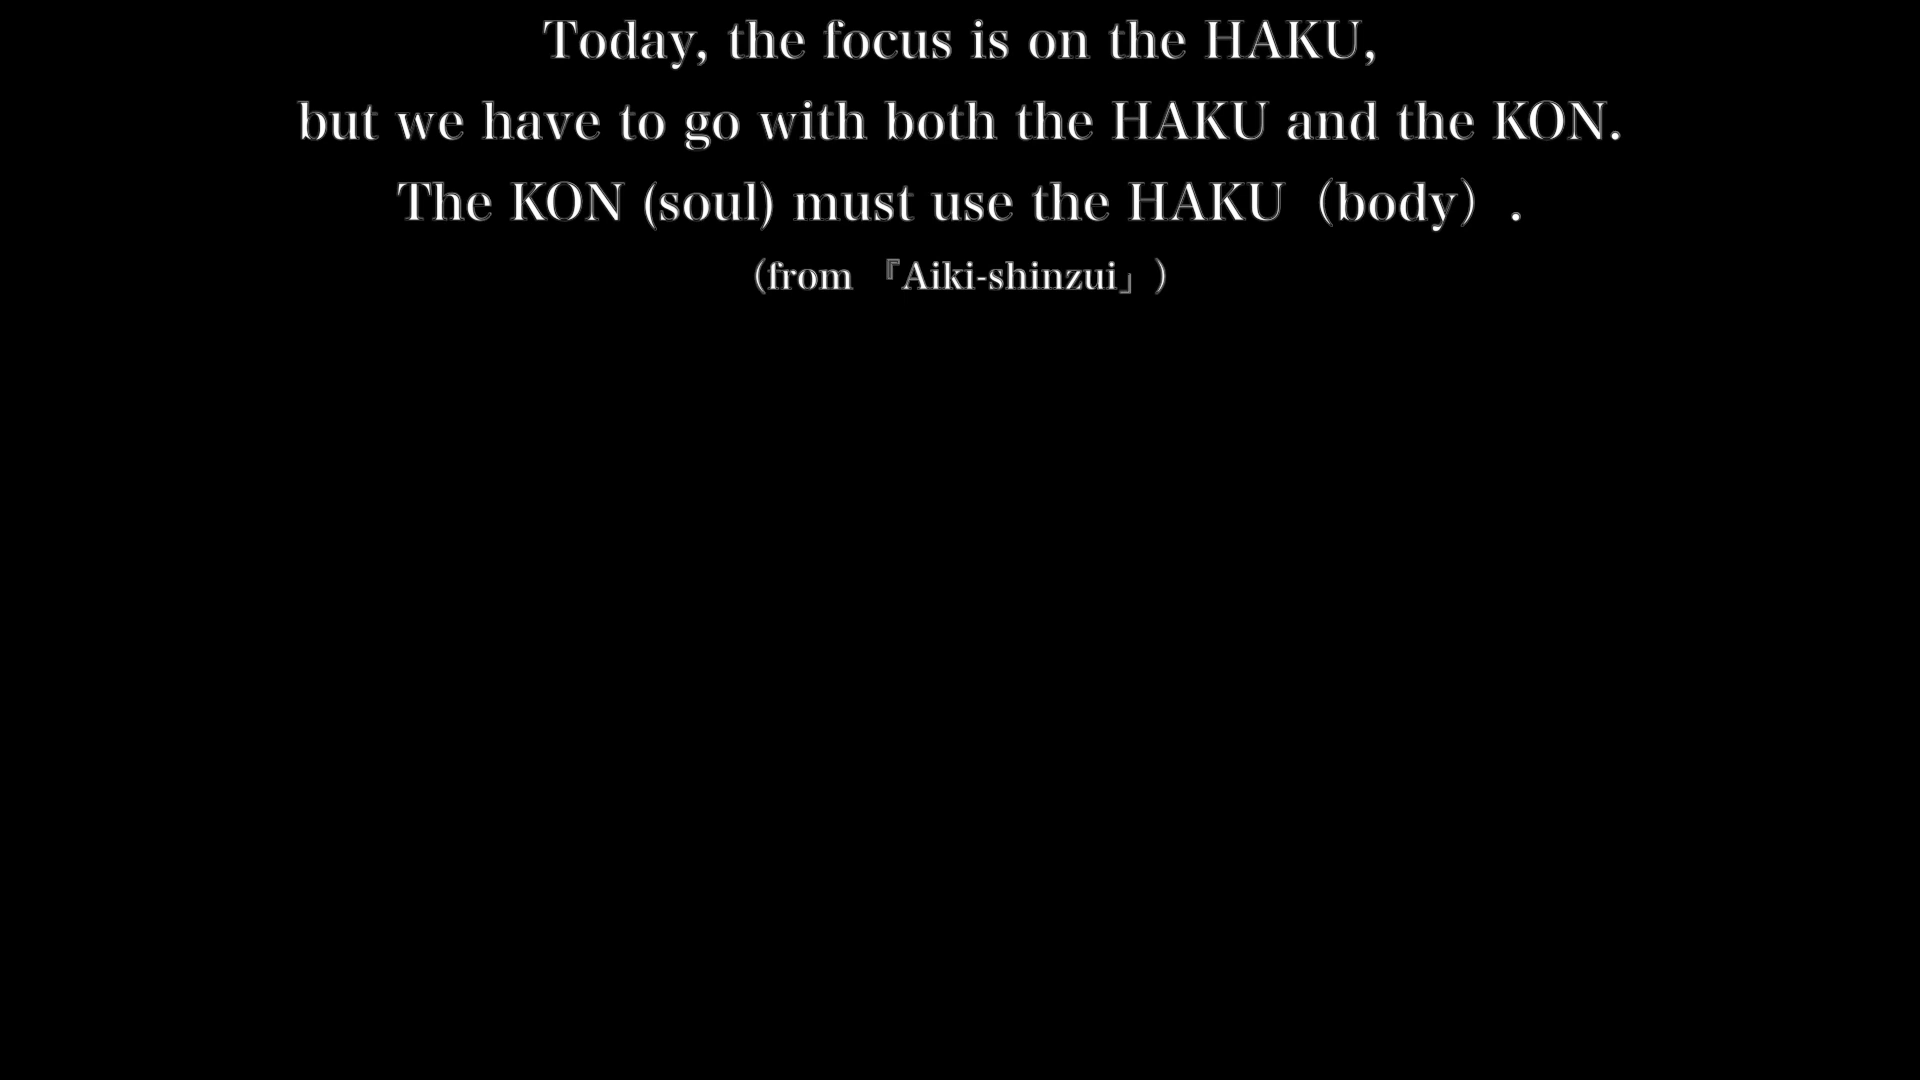 Today, the focus is on the HAKU,
but we have to go with both the HAKU and the KON.
The KON (soul) must use the HAKU（body）.
(from 『Aiki-shinzui」)